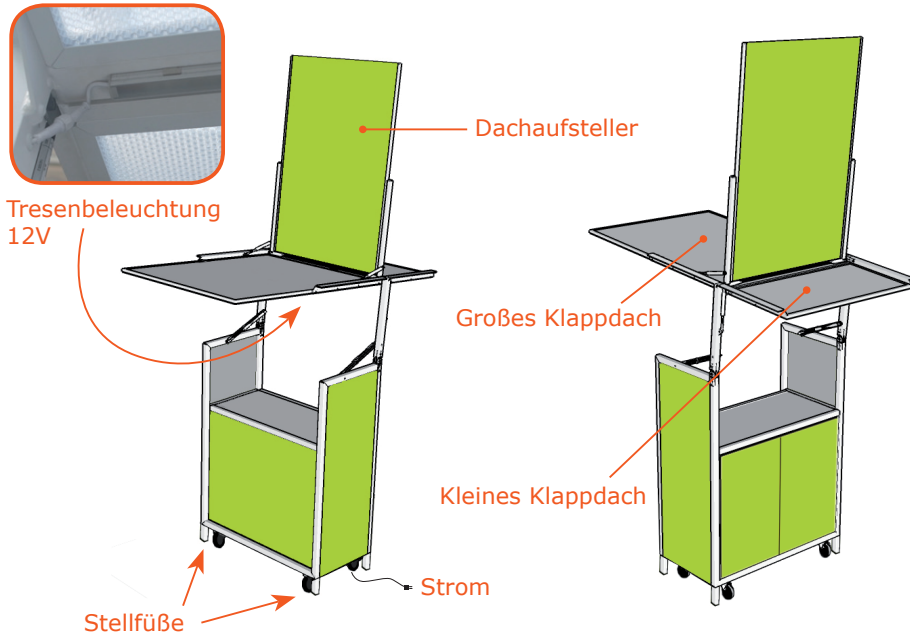 Dachaufsteller
Tresenbeleuchtung
12V
Großes Klappdach
Kleines Klappdach
Strom
Stellfüße